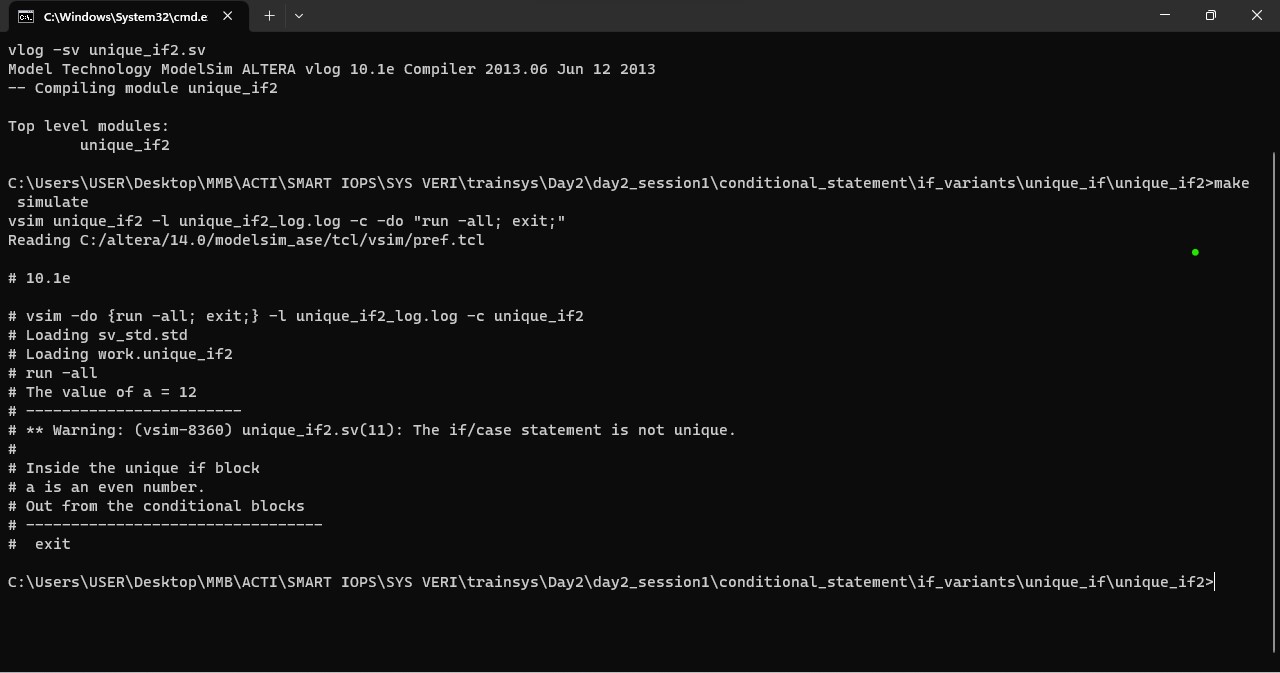 C:\Windows\System32\cmd.e
vlog -sv unique_if2.sv
Model Technology ModelSim ALTERA vlog 10.1e Compiler 2013.06 Jun 12 2013
-- Compiling module unique_if2
Top level modules:
unique_if2
C:\Users\USER\Desktop\MMB\ACTI\SMART IOPS\SYS VERI\trainsys\Day2\day2_session1\conditional_statement\if_variants\unique_if\unique_if2>make
simulate
vsim unique_if2 -l unique_if2_log.log -c -do "run -all; exit;"
Reading C:/altera/14.0/modelsim_ase/tcl/vsim/pref.tcl
# 10.1e
# vsim -do {run -all; exit;} -l unique_if2_log.log -c unique_if2
# Loading sv_std.std
# Loading work.unique_if2
# run -all
# The value of a = 12
# ------------------------
# ** Warning: (vsim-8360) unique_if2.sv(11): The if/case statement is not unique.
#
# Inside the unique if block
# a is an even number.
# Out from the conditional blocks
# ---------------------------------
#  exit
C:\Users\USER\Desktop\MMB\ACTI\SMART IOPS\SYS VERI\trainsys\Day2\day2_session1\conditional_statement\if_variants\unique_if\unique_if2>